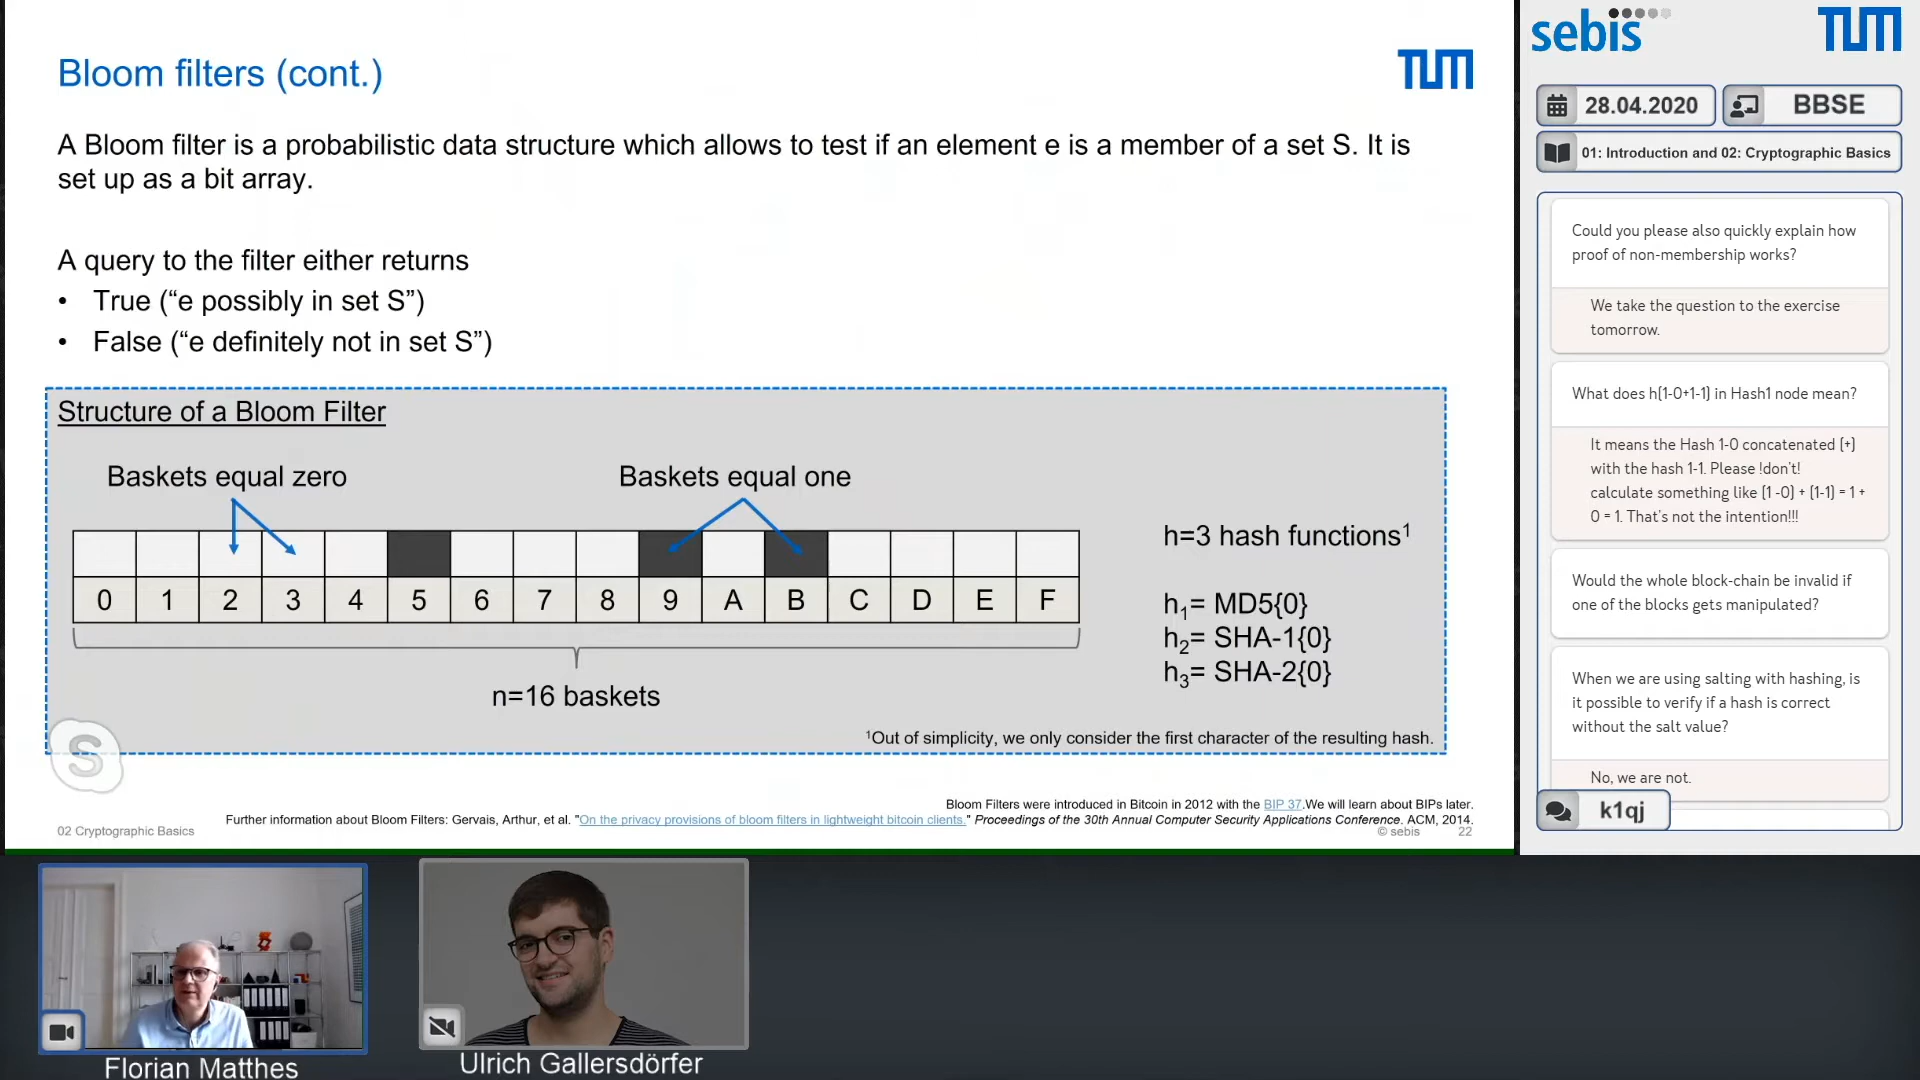 Bloom filters (cont.)
TUM
A Bloom filter is a probabilistic data structure which allows to test if an element e is a member of a set S. It is
set up as a bit array.
A query to the filter either returns
• True (“e possibly in set S”)
• False (“e definitely not in set S”)
Structure of a Bloom Filter
Baskets equal zero
Baskets equal one
0 1 2 3 4 5 6 7 8 9 A B C D E F
n=16 baskets
h=3 hash functions¹
h₁= MD5{0}
h₂= SHA-1{0}
h₃= SHA-2{0}
¹Out of simplicity, we only consider the first character of the resulting hash.
S
Bloom Filters were introduced in Bitcoin in 2012 with the BIP 37.We will learn about BIPs later.
Further information about Bloom Filters: Gervais, Arthur, et al. "On the privacy provisions of bloom filters in lightweight bitcoin clients." Proceedings of the 30th Annual Computer Security Applications Conference. ACM, 2014.
02 Cryptographic Basics
© sebis
22
sebis
TUM
28.04.2020
BBSE
01: Introduction and 02: Cryptographic Basics
Could you please also quickly explain how
proof of non-membership works?
We take the question to the exercise
tomorrow.
What does h(1-0+1-1) in Hash1 node mean?
It means the Hash 1-0 concatenated (+)
with the hash 1-1. Please !don't!
calculate something like (1 -0) + (1-1) = 1 +
0 = 1. That's not the intention!!!
Would the whole block-chain be invalid if
one of the blocks gets manipulated?
When we are using salting with hashing, is
it possible to verify if a hash is correct
without the salt value?
No, we are not.
k1qj
Florian Matthes
Ulrich Gallersdörfer